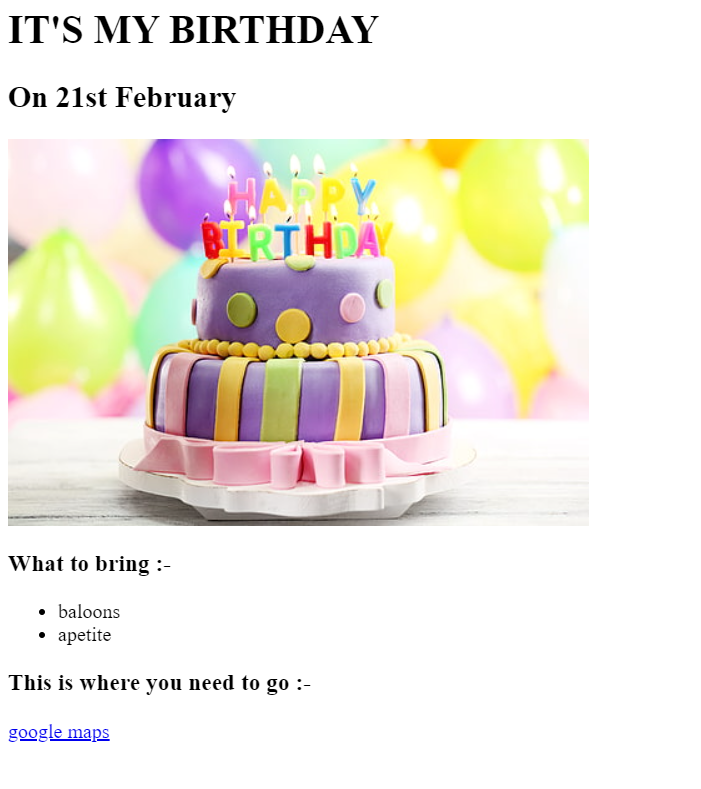 IT'S MY BIRTHDAY
On 21st February
HAPPY
BIRTHDAY
What to bring :-
baloons
apetite
This is where you need to go :-
google maps